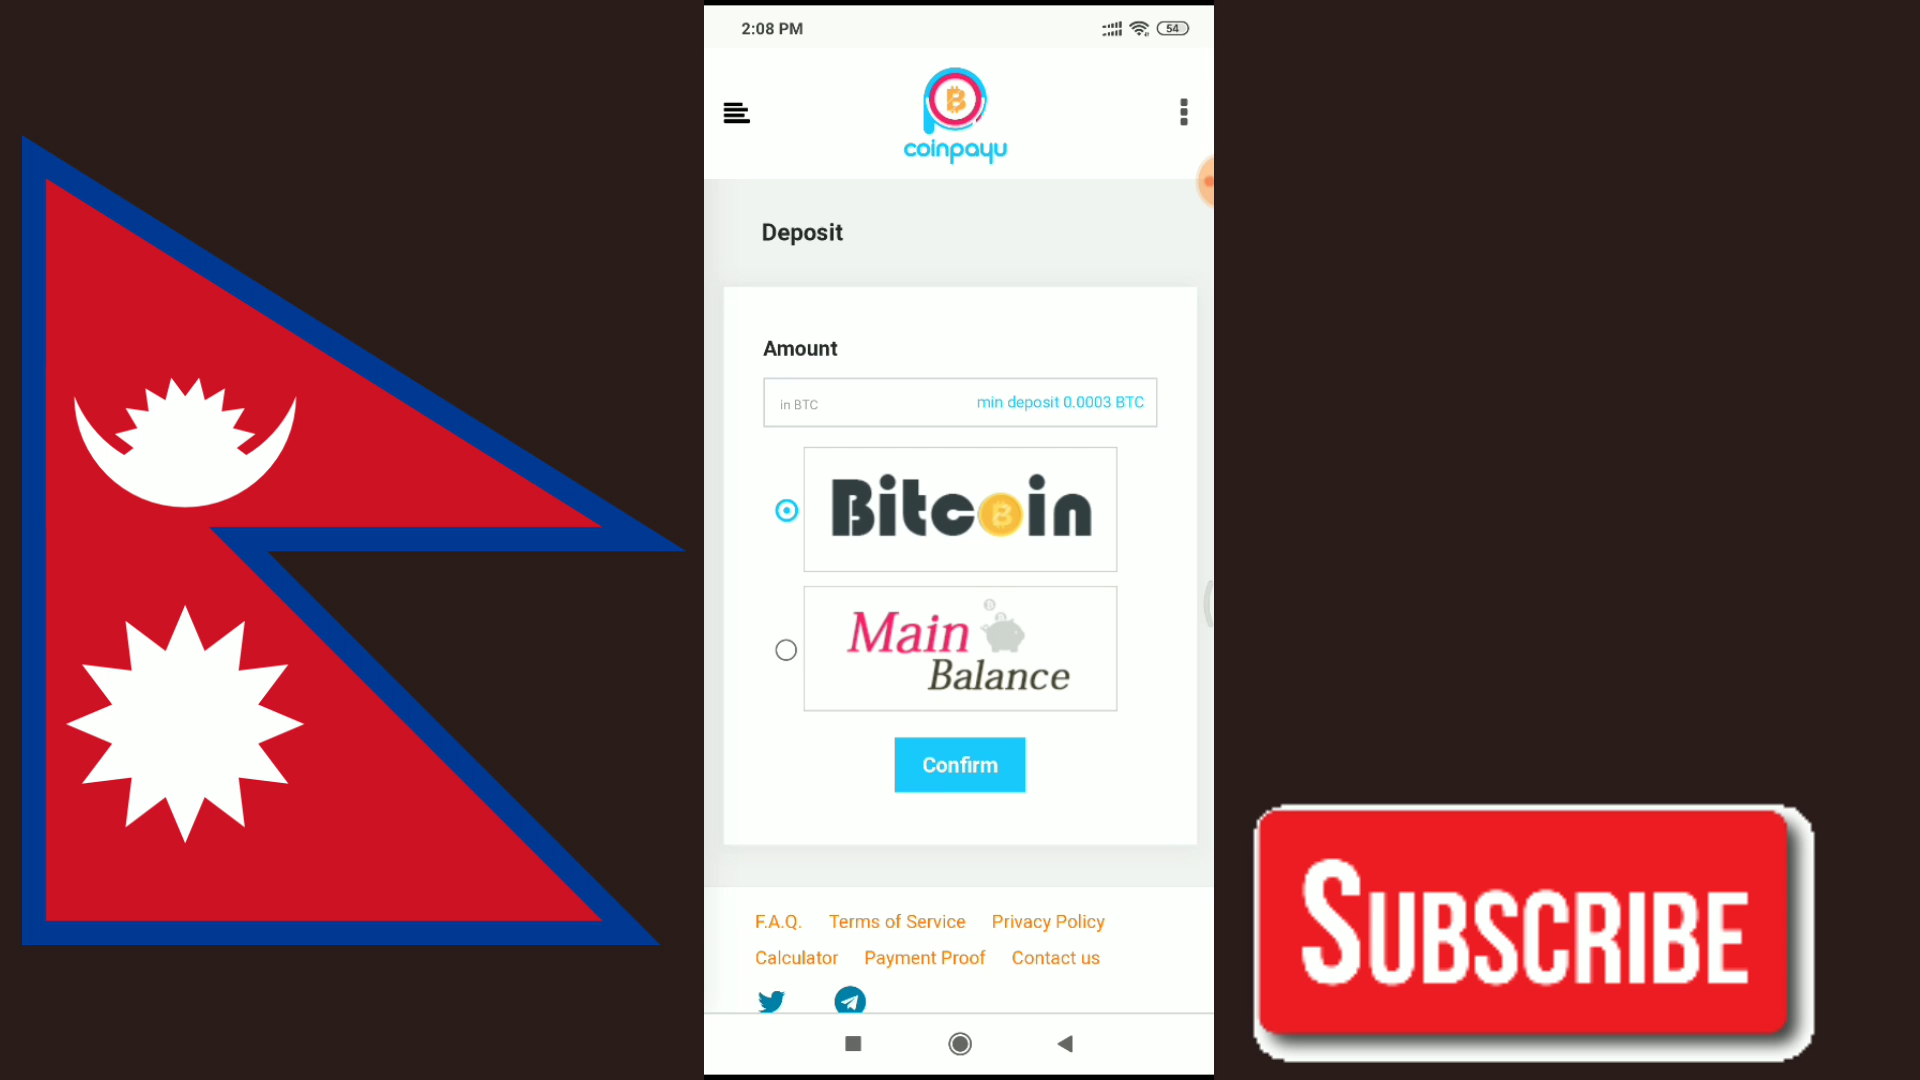 2:08 PM
54
coinpayu
Deposit
Amount
in BTC
min deposit 0.0003 BTC
Bitcoin
Main
Balance
Confirm
F.A.Q. Terms of Service Privacy Policy
Calculator Payment Proof Contact us
SUBSCRIBE